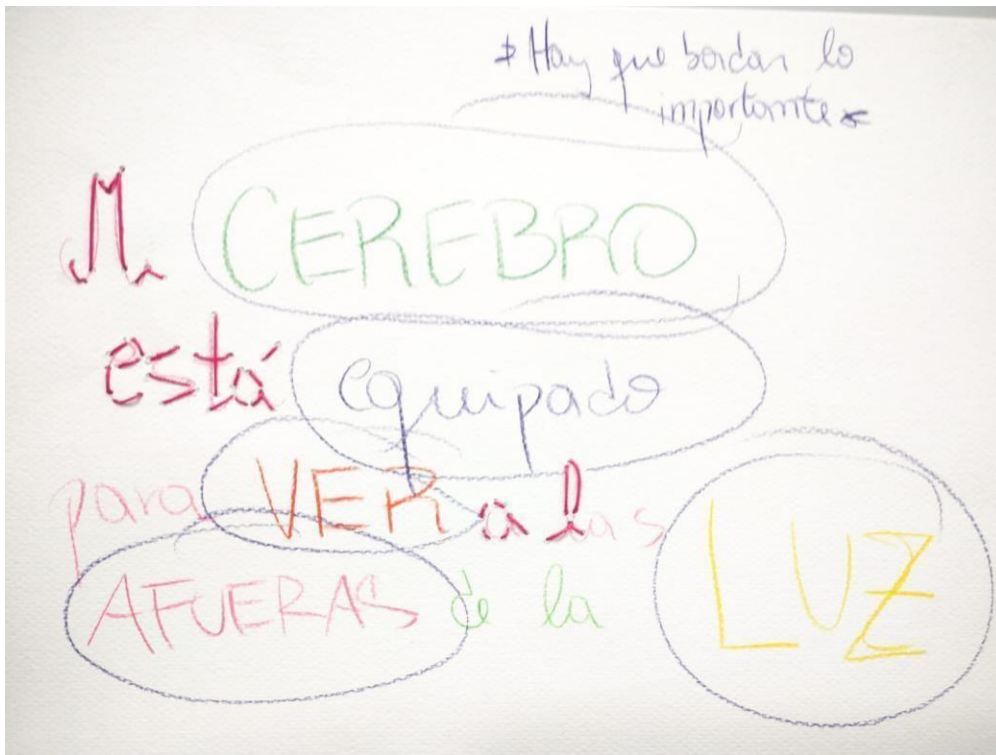 * Hay que bordar lo
importante *
Mi CEREBRO
está equipado
para VER a las
AFUERAS de la LUZ